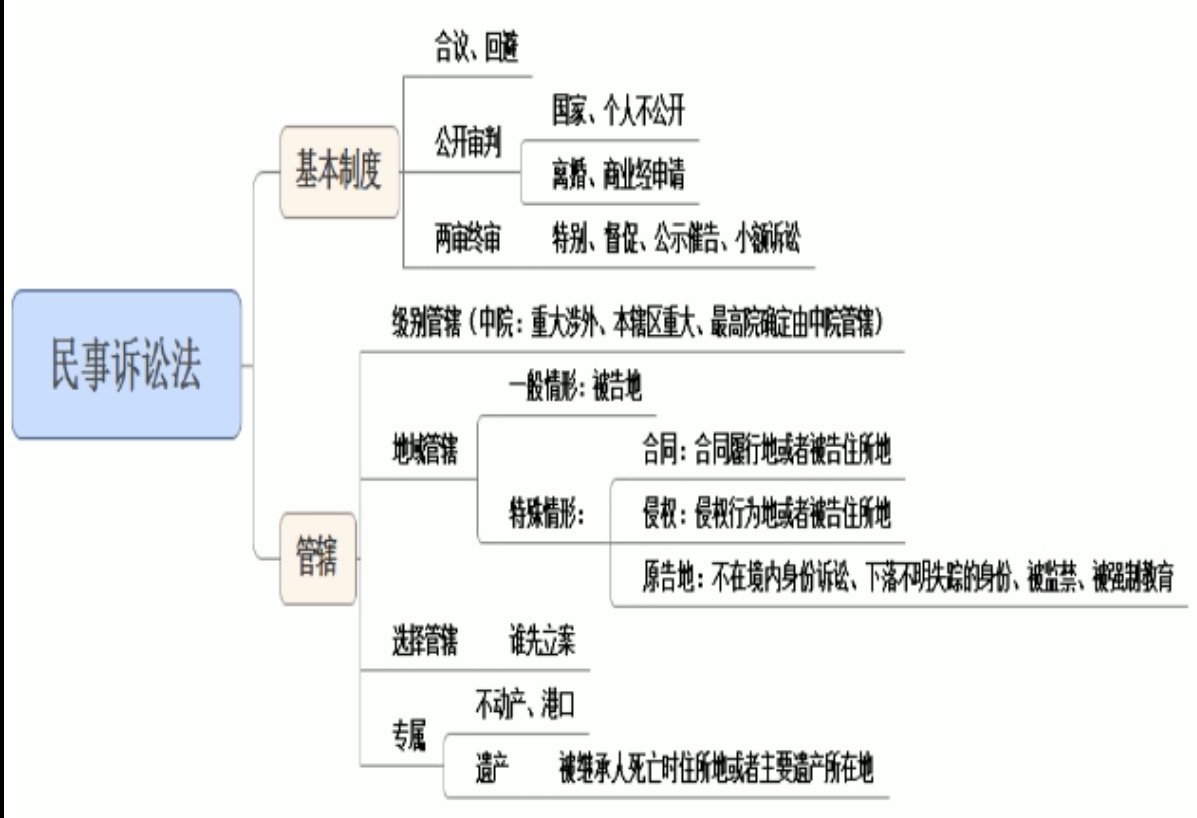 民事诉讼法
基本制度
合议、回避
公开审判
国家、个人不公开
离婚、商业经申请
两审终审
特别、督促、公示催告、小额诉讼
管辖
级别管辖（中院：重大涉外、本辖区重大、最高院确定由中院管辖）
地域管辖
一般情形：被告地
特殊情形：
合同：合同履行地或者被告住所地
侵权：侵权行为地或者被告住所地
原告地：不在境内身份诉讼、下落不明失踪的身份、被监禁、被强制教育
选择管辖
谁先立案
专属
不动产、港口
遗产
被继承人死亡时住所地或者主要遗产所在地